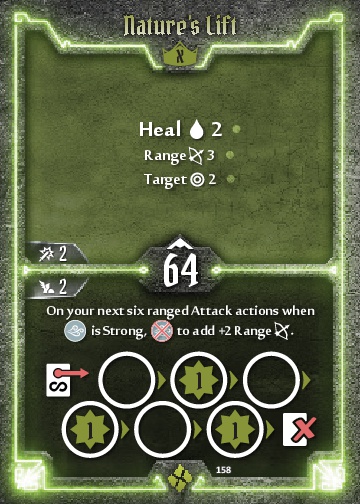 Nature's Lift
X
Heal 2
Range 3
Target 2
2
64
2
On your next six ranged Attack actions when
is Strong, to add +2 Range .
S
1
1
1
158